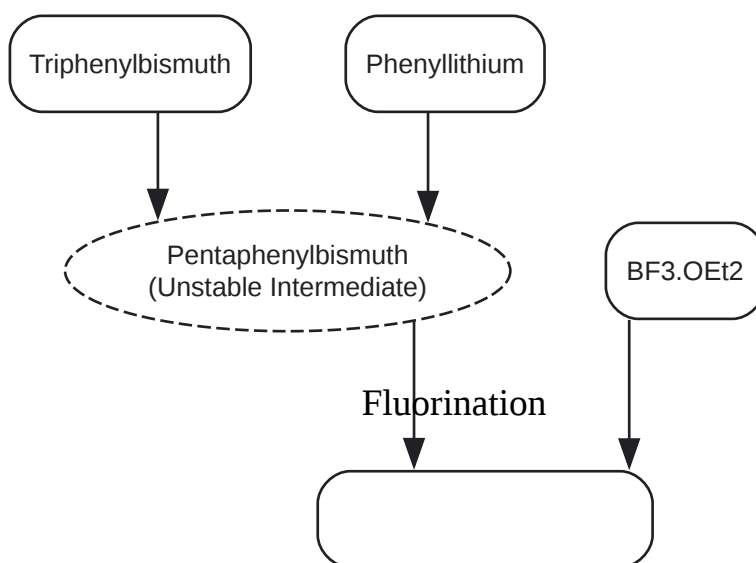 Triphenylbismuth
Phenyllithium
Pentaphenylbismuth
(Unstable Intermediate)
BF3.OEt2
Fluorination